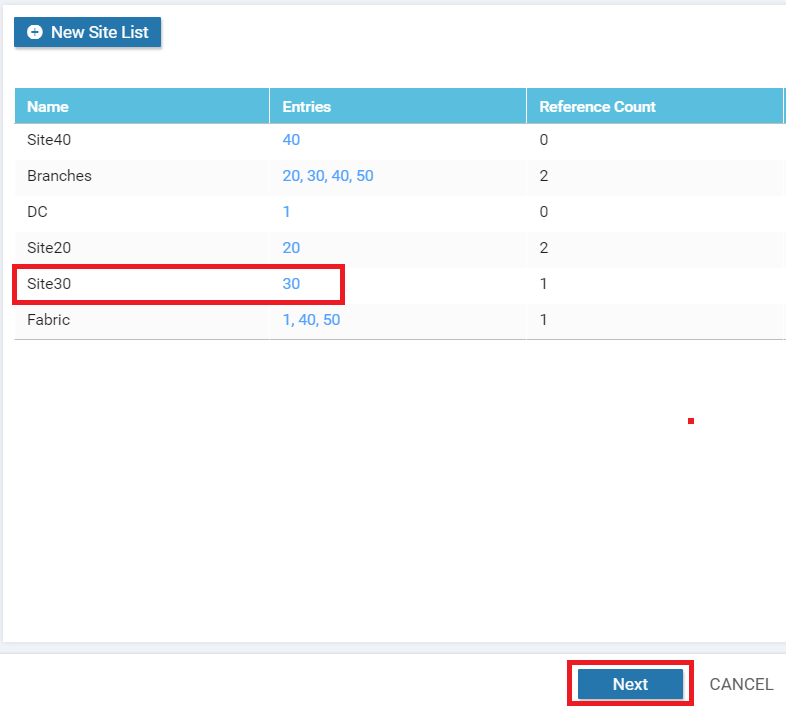 New Site List
Name Entries Reference Count
Site40 40 0
Branches 20, 30, 40, 50 2
DC 1 0
Site20 20 2
Site30 30 1
Fabric 1, 40, 50 1
Next CANCEL